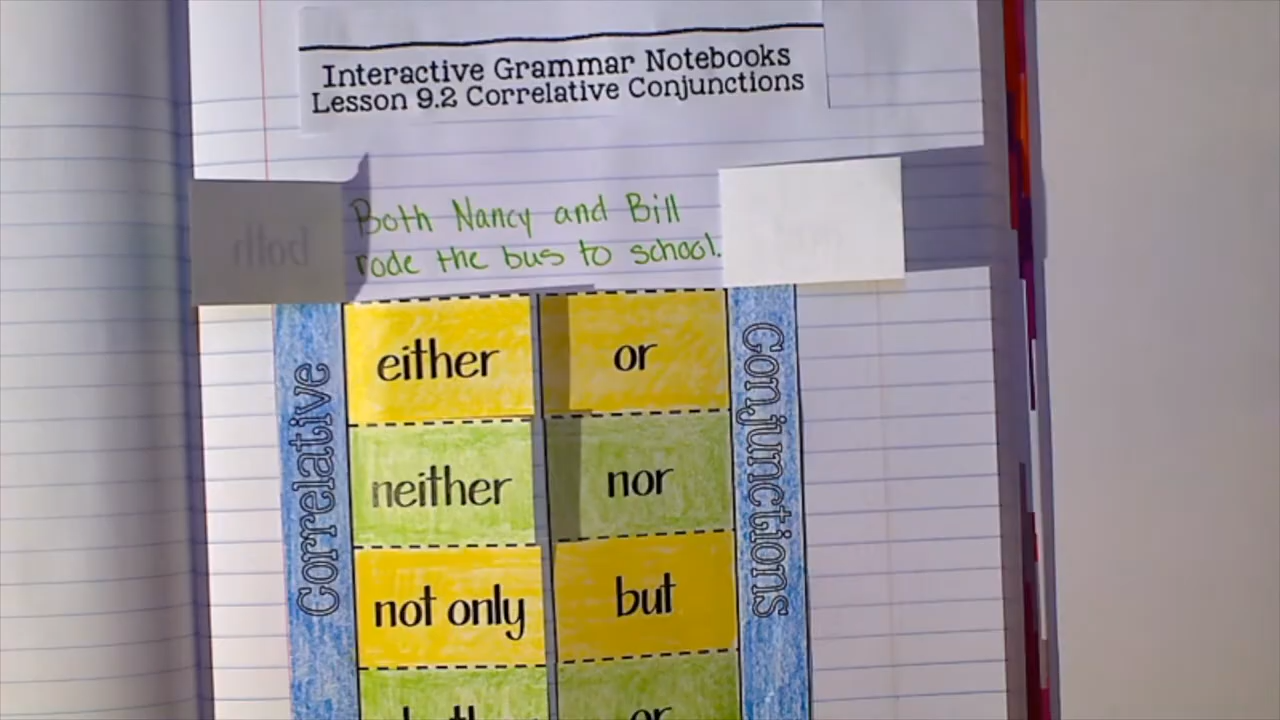 Interactive Grammar Notebooks
Lesson 9.2 Correlative Conjunctions
Both Nancy and Bill
rode the bus to school.
Correlative
either or
neither nor
not only but
or
Conjunctions